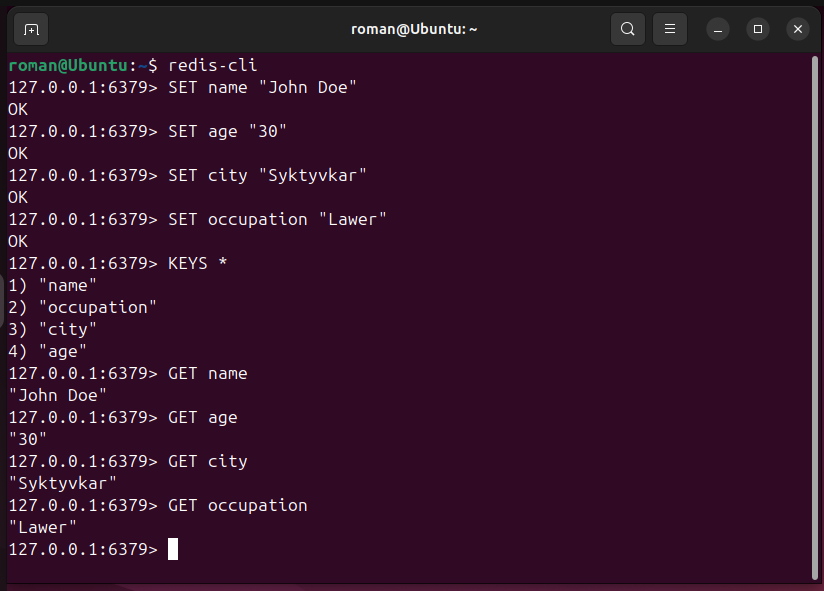 roman@Ubuntu: ~
roman@Ubuntu:~$ redis-cli
127.0.0.1:6379> SET name "John Doe"
OK
127.0.0.1:6379> SET age "30"
OK
127.0.0.1:6379> SET city "Syktyvkar"
OK
127.0.0.1:6379> SET occupation "Lawer"
OK
127.0.0.1:6379> KEYS *
1) "name"
2) "occupation"
3) "city"
4) "age"
127.0.0.1:6379> GET name
"John Doe"
127.0.0.1:6379> GET age
"30"
127.0.0.1:6379> GET city
"Syktyvkar"
127.0.0.1:6379> GET occupation
"Lawer"
127.0.0.1:6379>